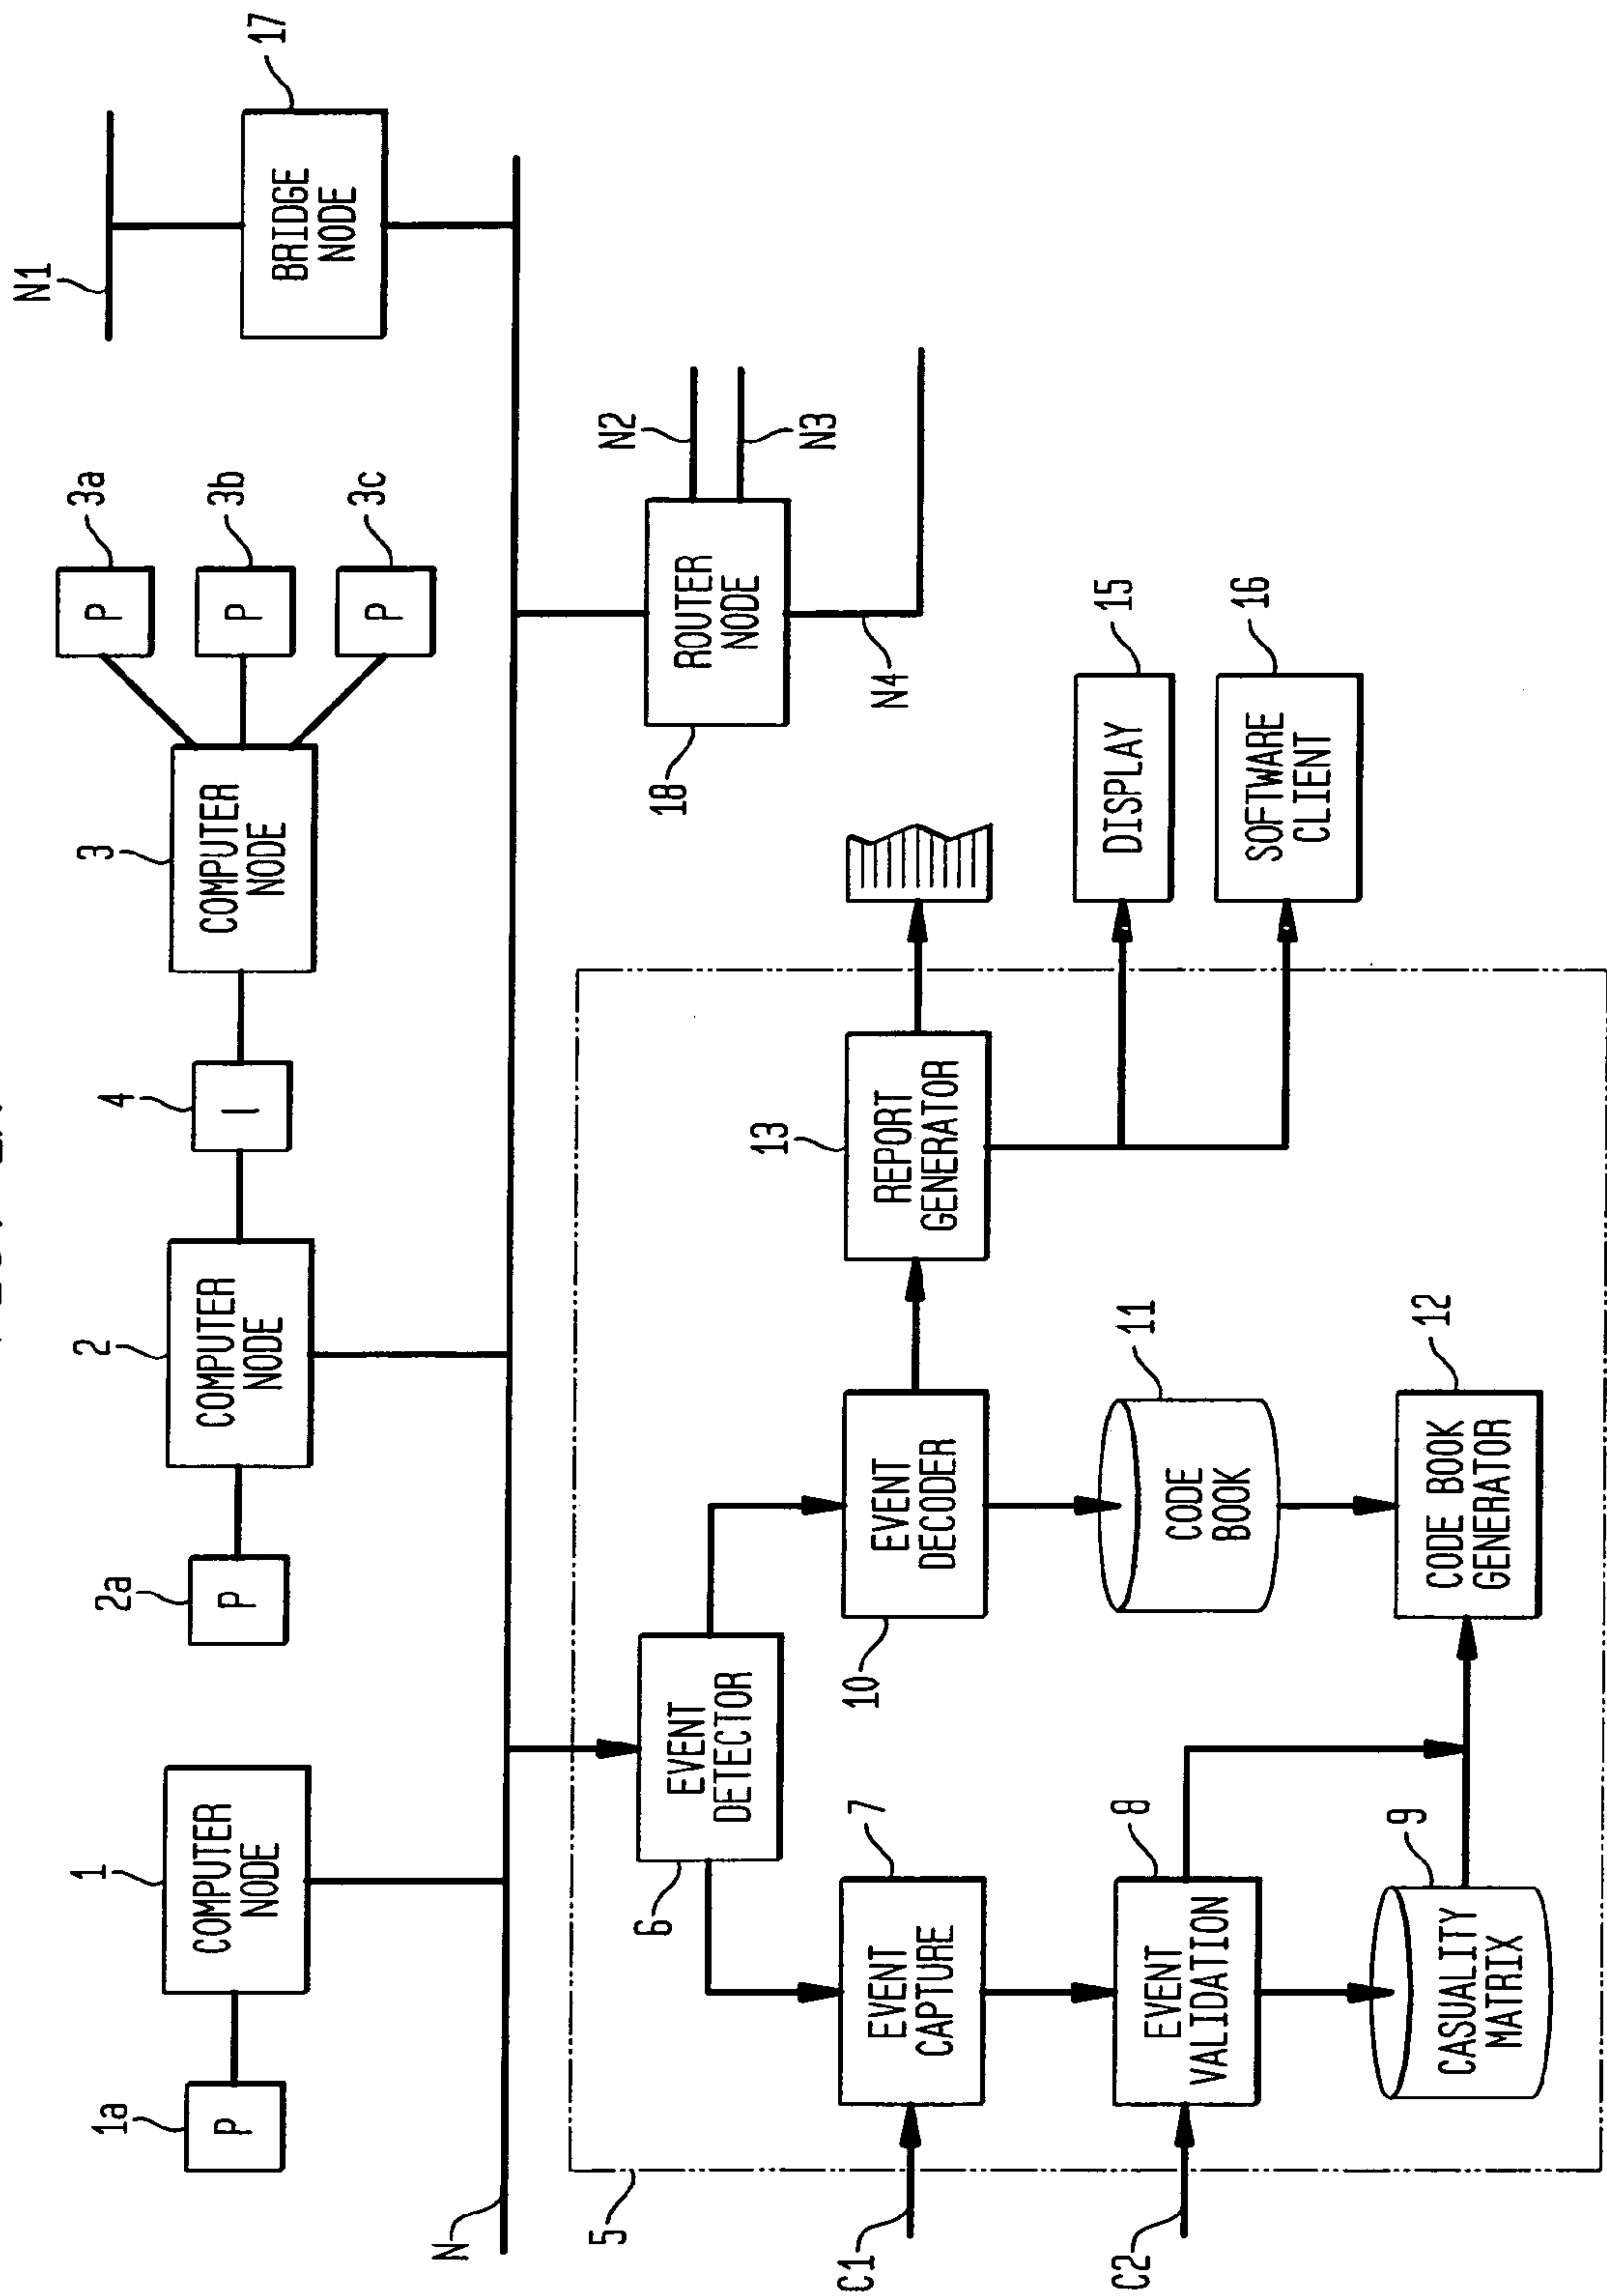 N1
17
BRIDGE
NODE
3a
P
3b
P
3c
P
3
COMPUTER
NODE
4
I
2
COMPUTER
NODE
2a
P
1
COMPUTER
NODE
1a
P
N
N2
N3
ROUTER
NODE
18
N4
5
6
EVENT
DETECTOR
C1
7
EVENT
CAPTURE
10
EVENT
DECODER
13
REPORT
GENERATOR
C2
8
EVENT
VALIDATION
11
CODE
BOOK
DISPLAY
15
9
CASUALITY
MATRIX
12
CODE BOOK
GENERATOR
SOFTWARE
CLIENT
16